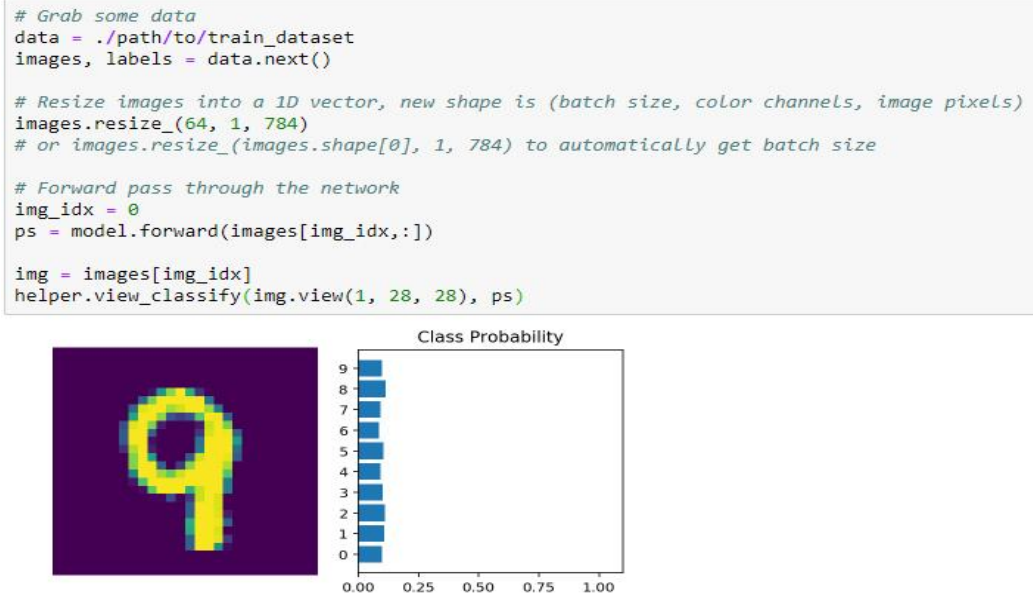 # Grab some data
data = ./path/to/train_dataset
images, labels = data.next()
# Resize images into a 1D vector, new shape is (batch size, color channels, image pixels)
images.resize_(64, 1, 784)
# or images.resize_(images.shape[0], 1, 784) to automatically get batch size
# Forward pass through the network
img_idx = 0
ps = model.forward(images[img_idx,:])
img = images[img_idx]
helper.view_classify(img.view(1, 28, 28), ps)
Class Probability
9
8
7
6
5
4
3
2
1
0
0.00 0.25 0.50 0.75 1.00
9